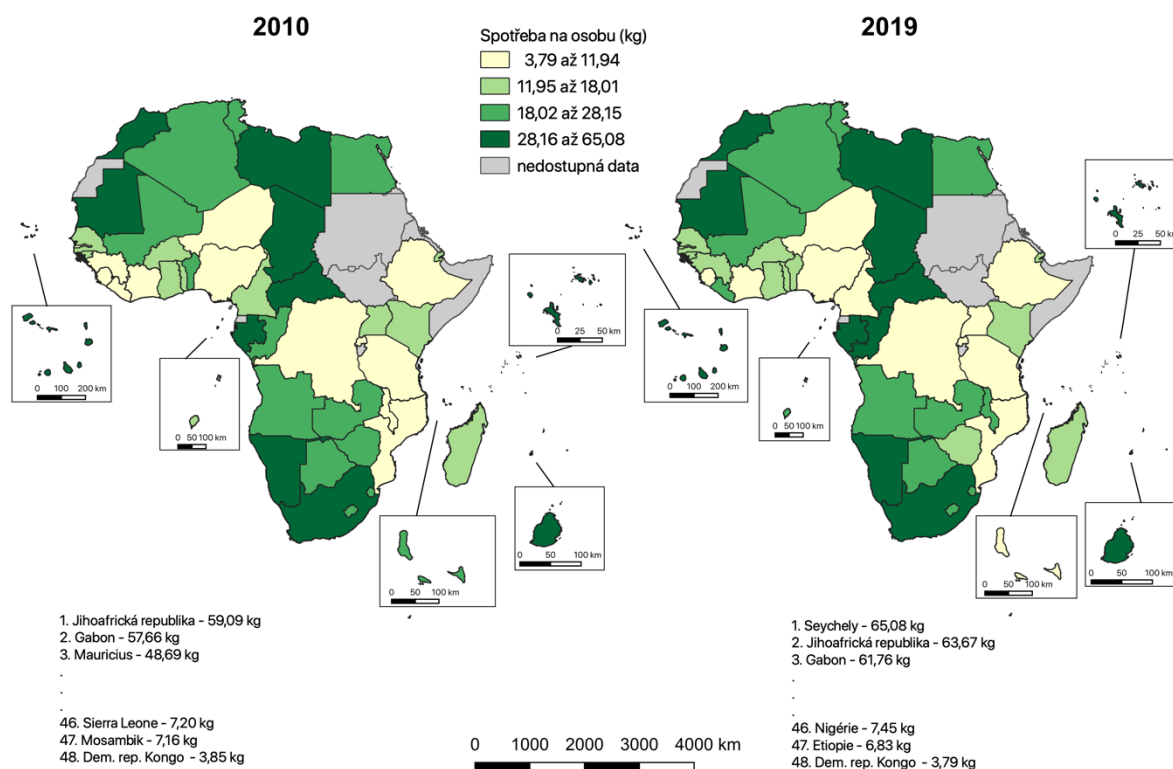 2010
2019
Spotřeba na osobu (kg)
3,79 až 11,94
11,95 až 18,01
18,02 až 28,15
28,16 až 65,08
nedostupná data
0 100 200 km
0 50 100 km
0 25 50 km
0 50 100 km
0 50 100 km
0 100 200 km
0 50 100 km
0 25 50 km
0 50 100 km
0 50 100 km
1. Jihoafrická republika - 59,09 kg
2. Gabon - 57,66 kg
3. Mauricius - 48,69 kg
.
.
.
46. Sierra Leone - 7,20 kg
47. Mosambik - 7,16 kg
48. Dem. rep. Kongo - 3,85 kg
0 1000 2000 3000 4000 km
1. Seychely - 65,08 kg
2. Jihoafrická republika - 63,67 kg
3. Gabon - 61,76 kg
.
.
.
46. Nigérie - 7,45 kg
47. Etiopie - 6,83 kg
48. Dem. rep. Kongo - 3,79 kg